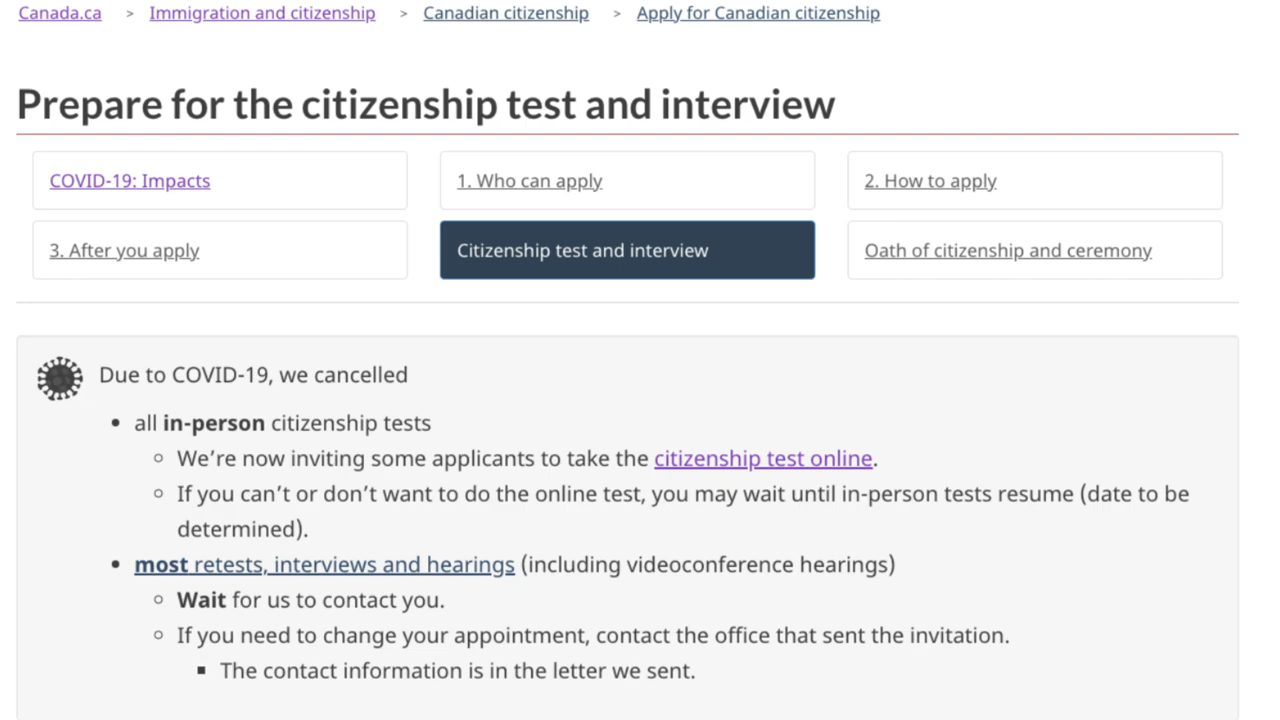 Canada.ca > Immigration and citizenship > Canadian citizenship > Apply for Canadian citizenship
Prepare for the citizenship test and interview
COVID-19: Impacts
1. Who can apply
2. How to apply
3. After you apply
Citizenship test and interview
Oath of citizenship and ceremony
Due to COVID-19, we cancelled
all in-person citizenship tests
We’re now inviting some applicants to take the citizenship test online.
If you can’t or don’t want to do the online test, you may wait until in-person tests resume (date to be
determined).
most retests, interviews and hearings (including videoconference hearings)
Wait for us to contact you.
If you need to change your appointment, contact the office that sent the invitation.
The contact information is in the letter we sent.